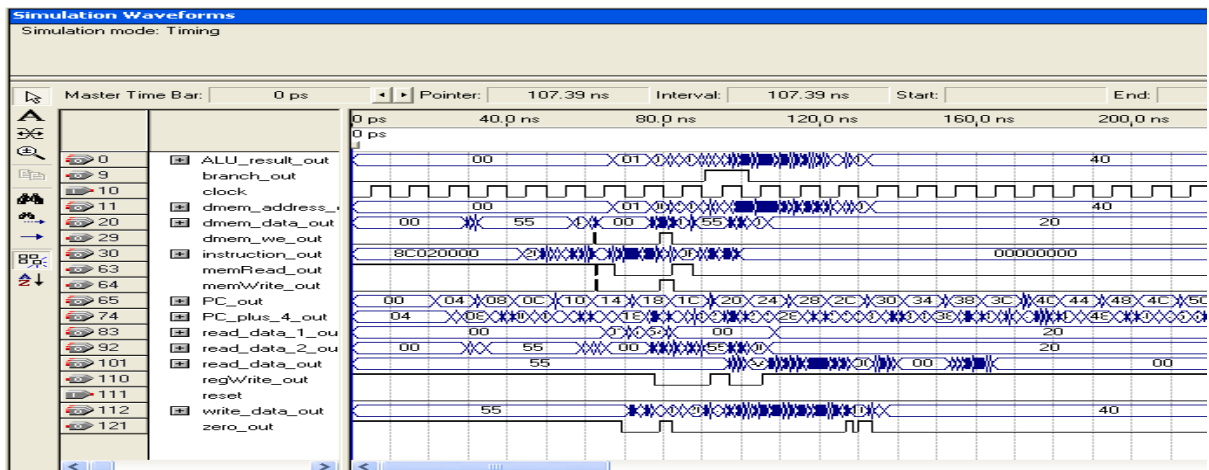 Simulation Waveforms
Simulation mode: Timing
Master Time Bar: 0 ps Pointer: 107.39 ns Interval: 107.39 ns Start: End:
0 ps 40.0 ns 80.0 ns 120.0 ns 160.0 ns 200.0 ns
0 ps
0 ALU_result_out 00 01 40
9 branch_out
10 clock
11 dmem_address_ 00 01 40
20 dmem_data_out 00 55 00 55 20
29 dmem_we_out
30 instruction_out 8C020000 00000000
63 memRead_out
64 memWrite_out
65 PC_out 00 04 08 0C 10 14 18 1C 20 24 28 2C 30 34 38 3C 40 44 48 4C 50
74 PC_plus_4_out 04
83 read_data_1_ou 00 00 20
92 read_data_2_ou 00 55 00 55 20
101 read_data_out 55 00 00
110 regWrite_out
111 reset
112 write_data_out 55 40
121 zero_out